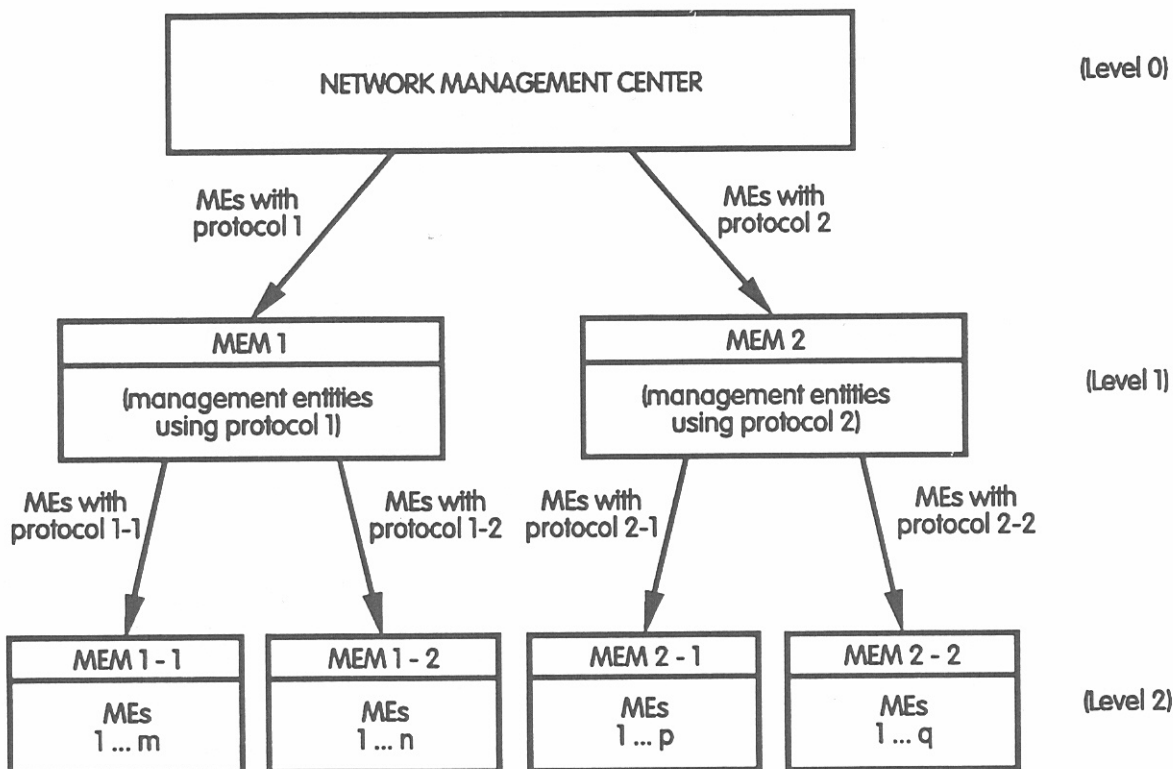 NETWORK MANAGEMENT CENTER
(Level 0)
MEs with
protocol 1
MEs with
protocol 2
MEM 1
(management entities
using protocol 1)
MEM 2
(management entities
using protocol 2)
(Level 1)
MEs with
protocol 1-1
MEs with
protocol 1-2
MEs with
protocol 2-1
MEs with
protocol 2-2
MEM 1 - 1
MEs
1 ... m
MEM 1 - 2
MEs
1 ... n
MEM 2 - 1
MEs
1 ... p
MEM 2 - 2
MEs
1 ... q
(Level 2)